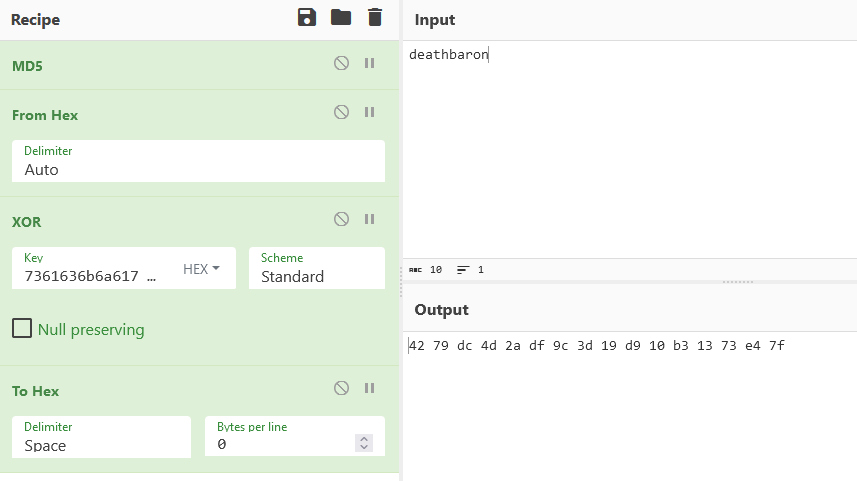 Recipe
MD5
From Hex
Delimiter
Auto
XOR
Key
7361636b6a617 ...
HEX
Scheme
Standard
Null preserving
To Hex
Delimiter
Space
Bytes per line
0
Input
deathbaron
ABC 10 1
Output
42 79 dc 4d 2a df 9c 3d 19 d9 10 b3 13 73 e4 7f